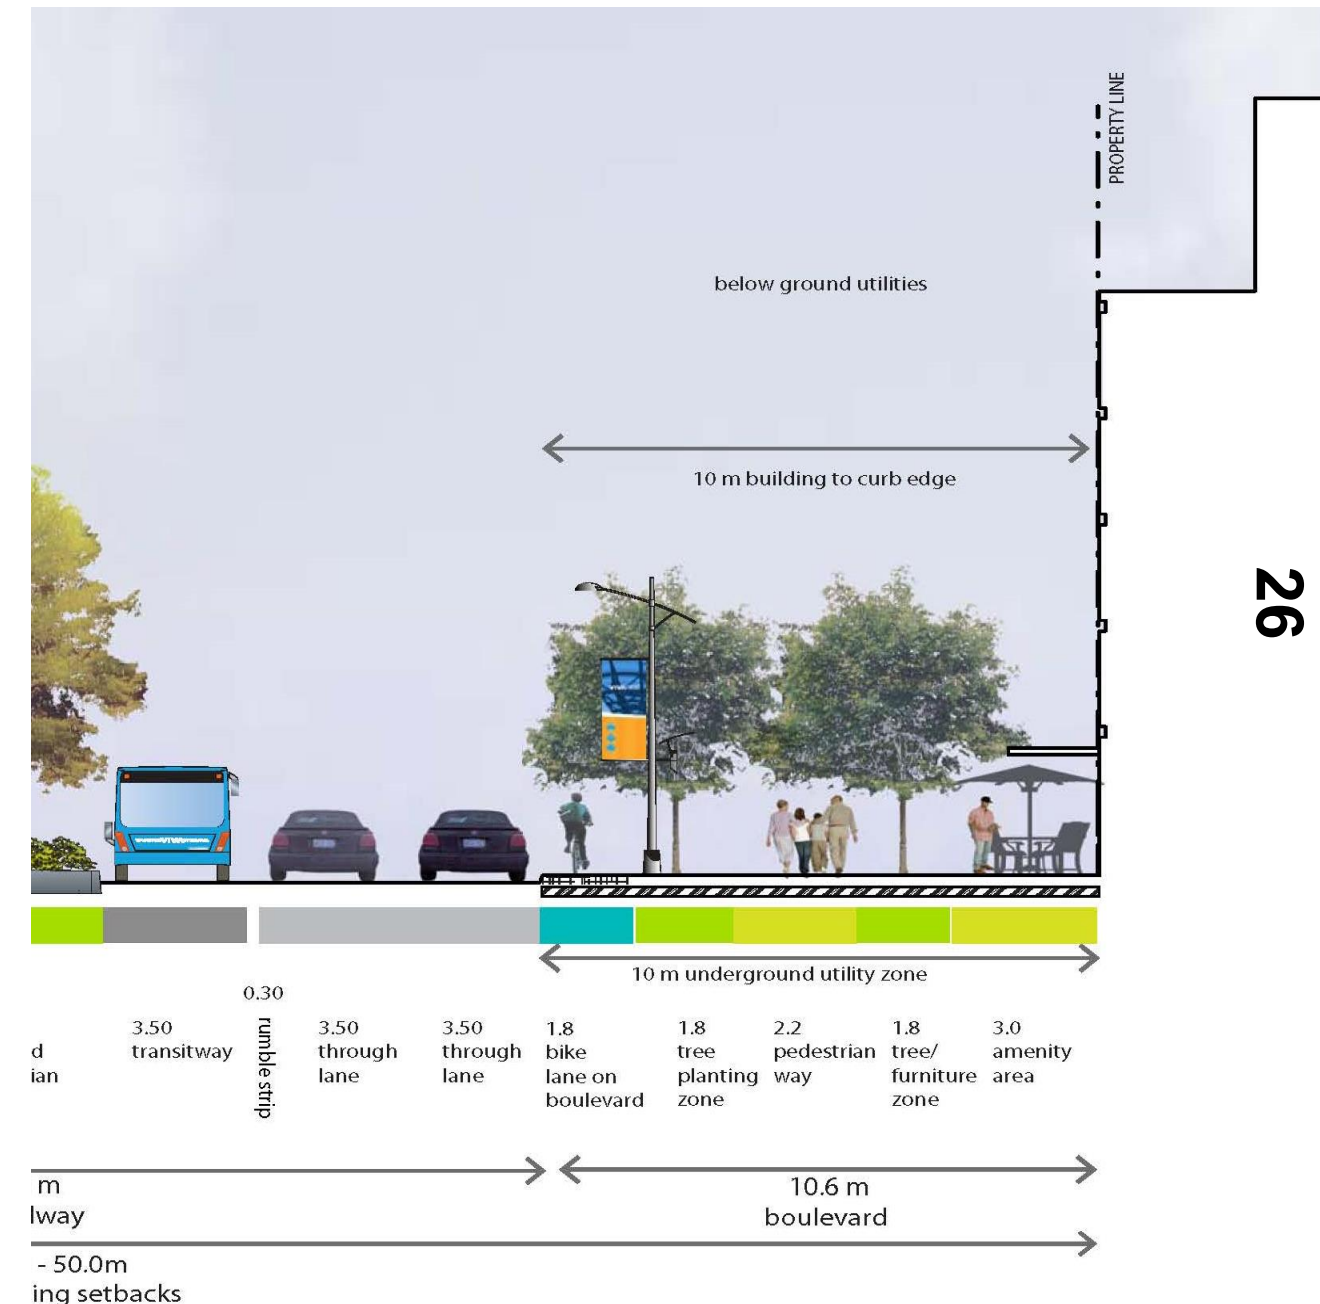 PROPERTY LINE
below ground utilities
10 m building to curb edge
26
10 m underground utility zone
0.30
rumble strip
d
ian
3.50
transitway
3.50
through
lane
3.50
through
lane
1.8
bike
lane on
boulevard
1.8
tree
planting
zone
2.2
pedestrian
way
1.8
tree/
furniture
zone
3.0
amenity
area
m
lway
10.6 m
boulevard
- 50.0m
ing setbacks